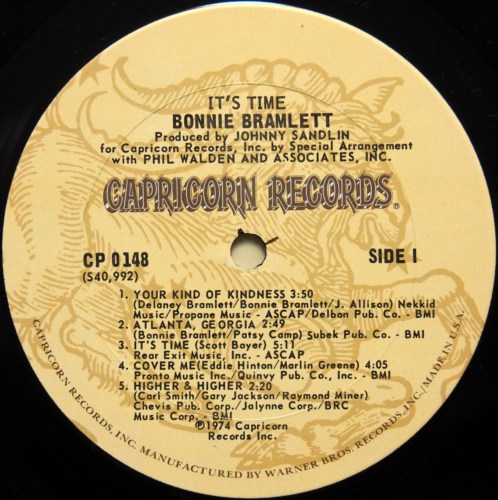 IT'S TIME
BONNIE BRAMLETT
Produced by JOHNNY SANDLIN
for Capricorn Records, Inc. by Special Arrangement
with PHIL WALDEN AND ASSOCIATES, INC.
CAPRICORN RECORDS®
CP 0148
(S40,992)
SIDE I
1. YOUR KIND OF KINDNESS 3:50
(Delaney Bramlett/Bonnie Bramlett/J. Allison) Nekkid
Music/Propane Music - ASCAP/Delbon Pub. Co. - BMI
2. ATLANTA, GEORGIA 2:49
(Bonnie Bramlett/Patsy Camp) Subek Pub. Co. - BMI
3. IT'S TIME (Scott Boyer) 5:11
Rear Exit Music, Inc. - ASCAP
4. COVER ME(Eddie Hinton/Marlin Greene) 4:05
Pronto Music Inc./Quinvy Pub. Co., Inc. - BMI
5. HIGHER & HIGHER 2:20
(Carl Smith/Gary Jackson/Raymond Miner)
Chevis Pub. Corp./Jalynne Corp./BRC
Music Corp. - BMI
℗1974 Capricorn
Records Inc.
CAPRICORN RECORDS, INC. MANUFACTURED BY WARNER BROS. RECORDS INC./MADE IN U.S.A.